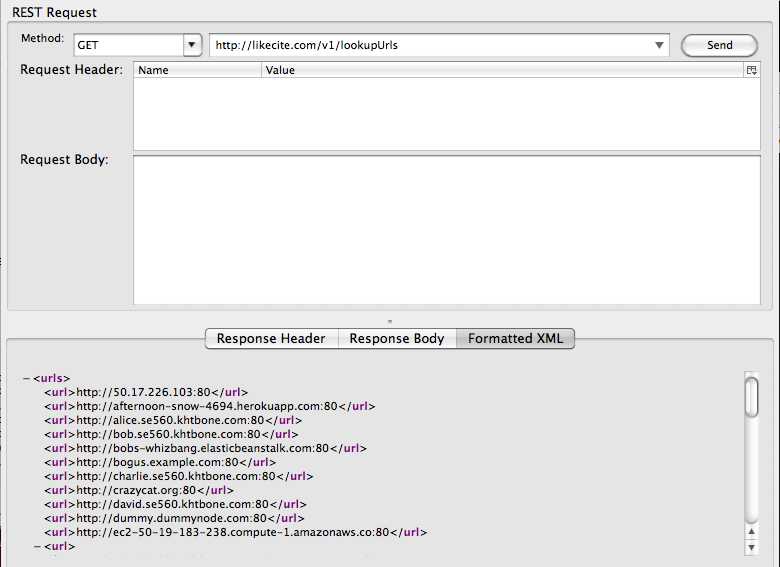 REST Request
Method: GET http://likecite.com/v1/lookupUrls Send
Request Header: Name Value
Request Body:
Response Header Response Body Formatted XML
− <urls>
<url>http://50.17.226.103:80</url>
<url>http://afternoon-snow-4694.herokuapp.com:80</url>
<url>http://alice.se560.khtbone.com:80</url>
<url>http://bob.se560.khtbone.com:80</url>
<url>http://bobs-whizbang.elasticbeanstalk.com:80</url>
<url>http://bogus.example.com:80</url>
<url>http://charlie.se560.khtbone.com:80</url>
<url>http://crazycat.org:80</url>
<url>http://david.se560.khtbone.com:80</url>
<url>http://dummy.dummynode.com:80</url>
<url>http://ec2-50-19-183-238.compute-1.amazonaws.co:80</url>
− <url>